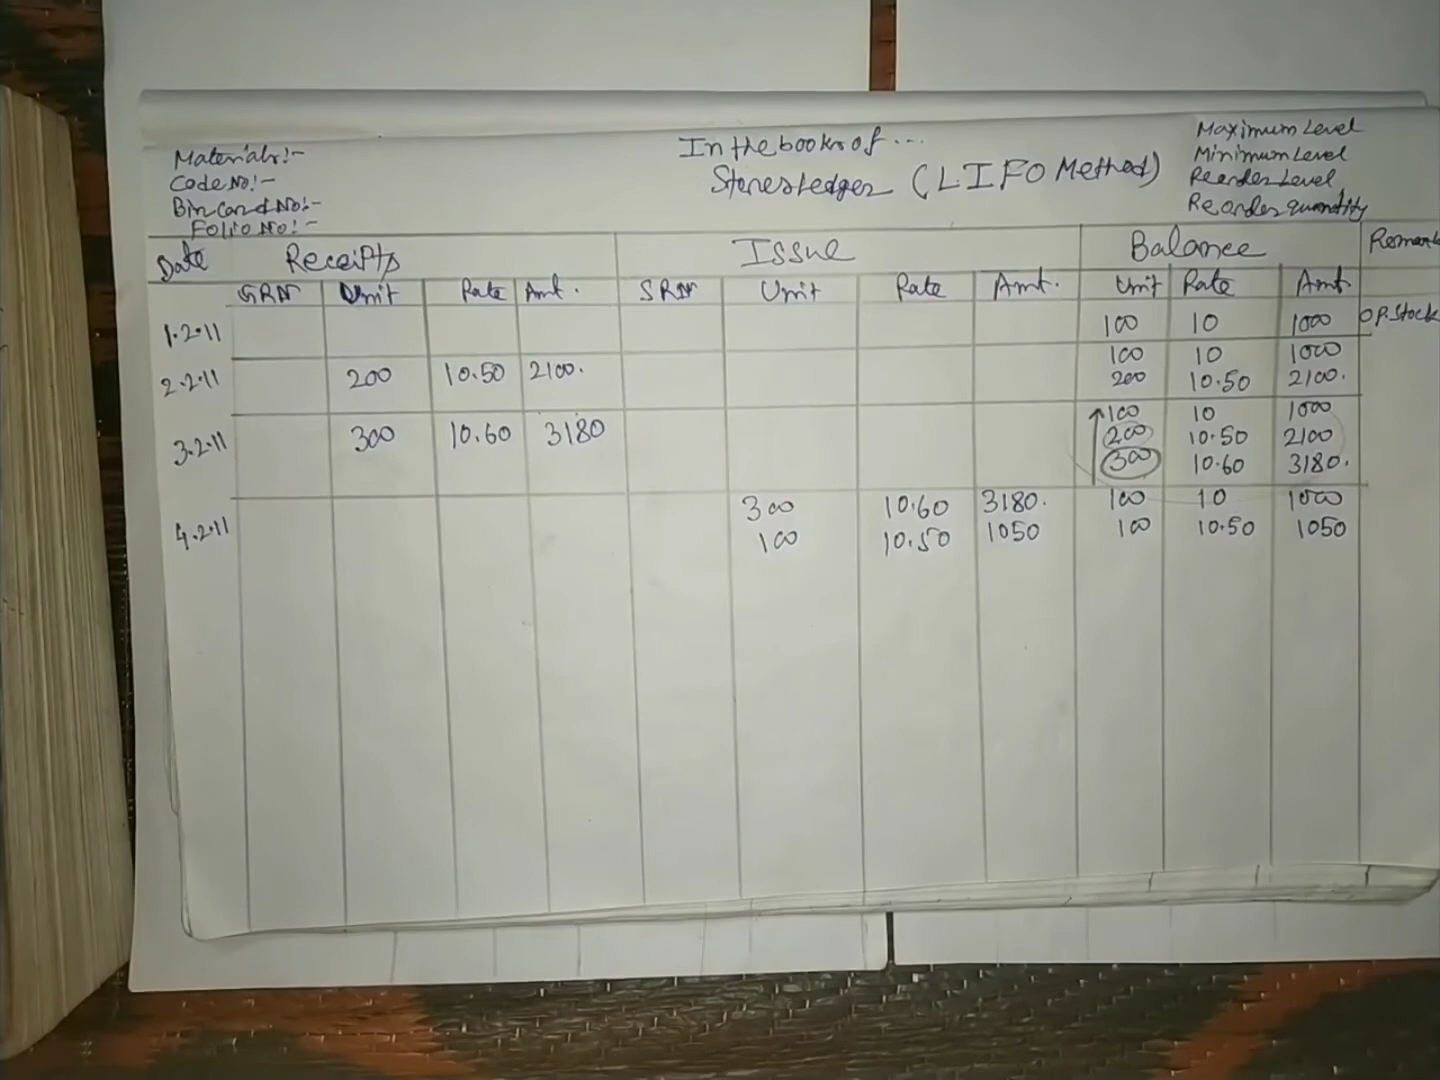 Materials:-
Code No:-
Bin Card No:-
Folio No:-
In the books of ...
Stores Ledger (LIFO Method)
Maximum Level
Minimum Level
Reorder Level
Reorder quantity
Date Receipts Issue Balance Remark
GRN Unit Rate Amt. SRN Unit Rate Amt. Unit Rate Amt.
1.2.11 100 10 1000 OP.Stock
100 10 1000
2.2.11 200 10.50 2100. 200 10.50 2100.
100 10 1000
3.2.11 300 10.60 3180 200 10.50 2100
300 10.60 3180.
4.2.11 300 10.60 3180. 100 10 1000
100 10.50 1050 100 10.50 1050